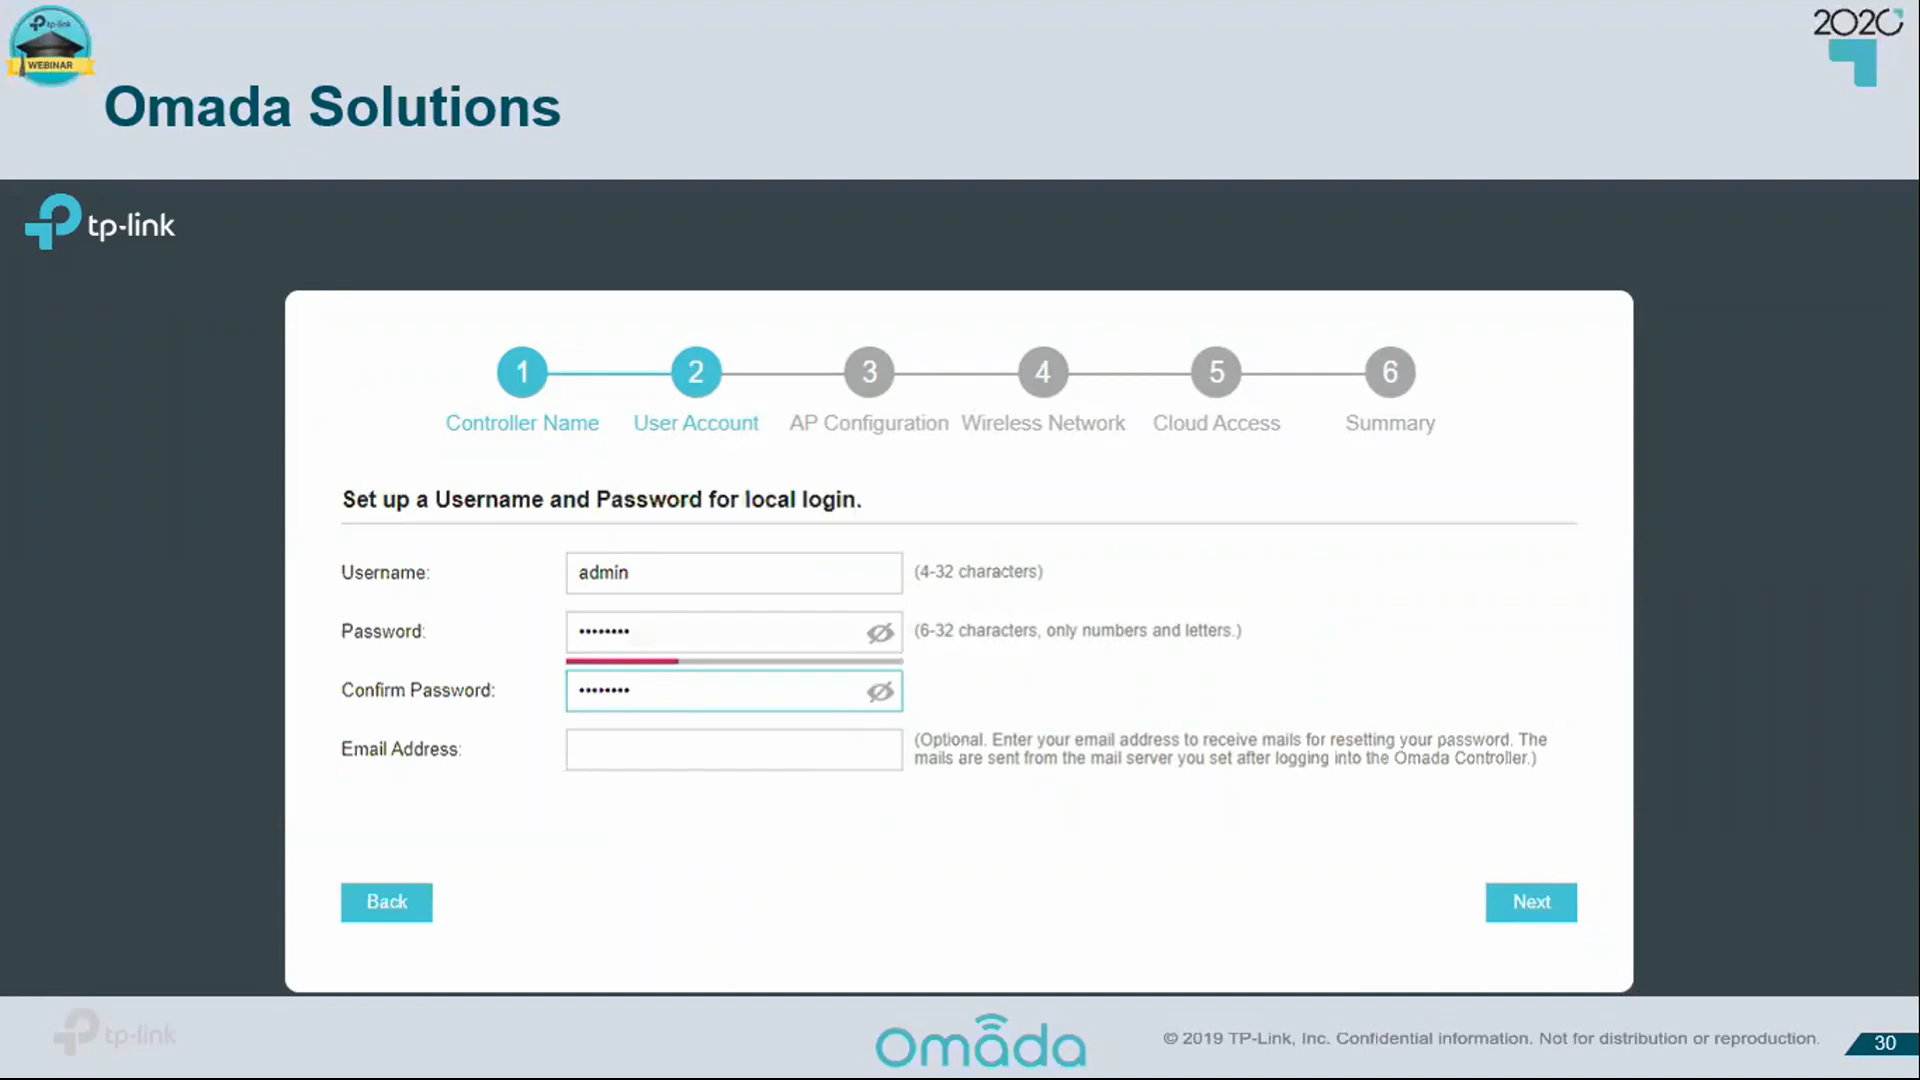 tp-link
WEBINAR
2020
Omada Solutions
tp-link
1 2 3 4 5 6
Controller Name User Account AP Configuration Wireless Network Cloud Access Summary
Set up a Username and Password for local login.
Username: admin (4-32 characters)
Password: •••••••• (6-32 characters, only numbers and letters.)
Confirm Password: ••••••••
Email Address: (Optional. Enter your email address to receive mails for resetting your password. The
mails are sent from the mail server you set after logging into the Omada Controller.)
Back Next
tp-link
omada
© 2019 TP-Link, Inc. Confidential information. Not for distribution or reproduction.
30